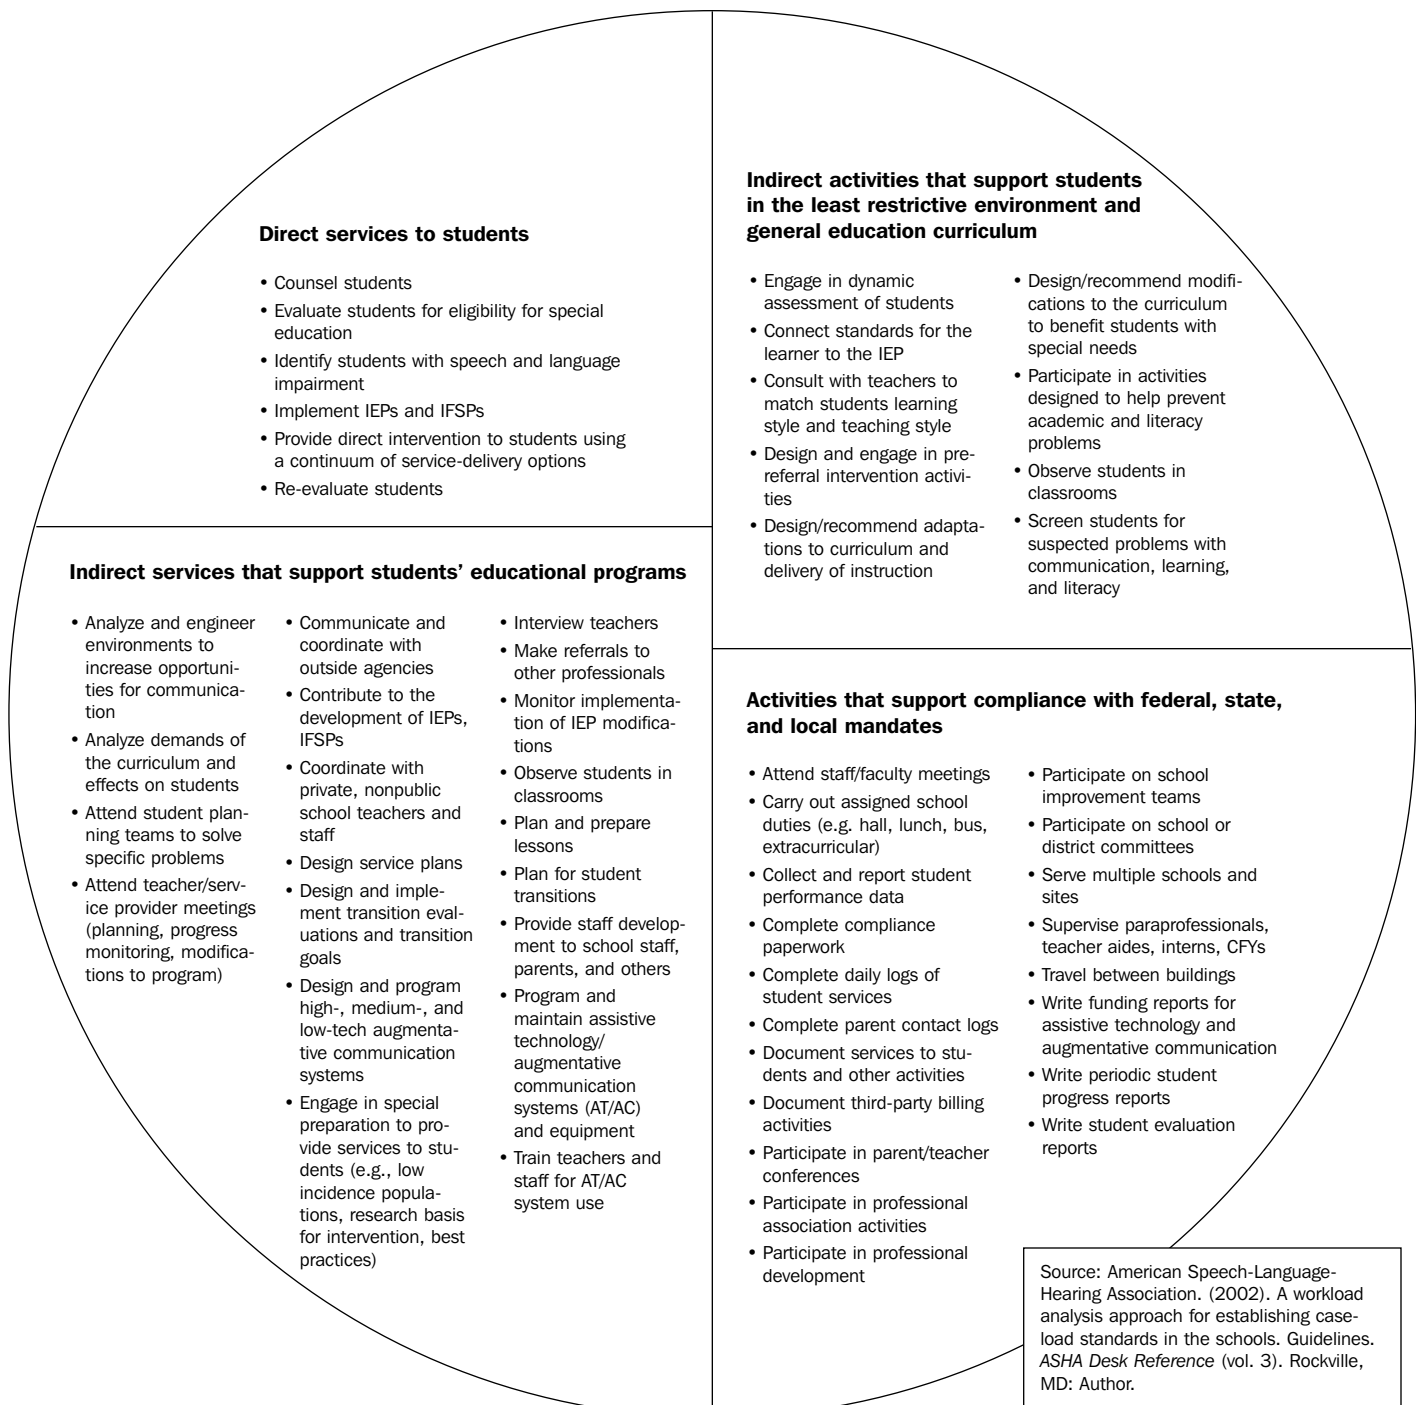 Direct services to students
• Counsel students
• Evaluate students for eligibility for special
education
• Identify students with speech and language
impairment
• Implement IEPs and IFSPs
• Provide direct intervention to students using
a continuum of service-delivery options
• Re-evaluate students
Indirect activities that support students
in the least restrictive environment and
general education curriculum
• Engage in dynamic
assessment of students
• Connect standards for the
learner to the IEP
• Consult with teachers to
match students learning
style and teaching style
• Design and engage in pre-
referral intervention activi-
ties
• Design/recommend adapta-
tions to curriculum and
delivery of instruction
• Design/recommend modifi-
cations to the curriculum
to benefit students with
special needs
• Participate in activities
designed to help prevent
academic and literacy
problems
• Observe students in
classrooms
• Screen students for
suspected problems with
communication, learning,
and literacy
Indirect services that support students' educational programs
• Analyze and engineer
environments to
increase opportuni-
ties for communica-
tion
• Analyze demands of
the curriculum and
effects on students
• Attend student plan-
ning teams to solve
specific problems
• Attend teacher/serv-
ice provider meetings
(planning, progress
monitoring, modifica-
tions to program)
• Communicate and
coordinate with
outside agencies
• Contribute to the
development of IEPs,
IFSPs
• Coordinate with
private, nonpublic
school teachers and
staff
• Design service plans
• Design and imple-
ment transition eval-
uations and transition
goals
• Design and program
high-, medium-, and
low-tech augmenta-
tive communication
systems
• Engage in special
preparation to pro-
vide services to stu-
dents (e.g., low
incidence popula-
tions, research basis
for intervention, best
practices)
• Interview teachers
• Make referrals to
other professionals
• Monitor implementa-
tion of IEP modifica-
tions
• Observe students in
classrooms
• Plan and prepare
lessons
• Plan for student
transitions
• Provide staff develop-
ment to school staff,
parents, and others
• Program and
maintain assistive
technology/
augmentative
communication
systems (AT/AC)
and equipment
• Train teachers and
staff for AT/AC
system use
Activities that support compliance with federal, state,
and local mandates
• Attend staff/faculty meetings
• Carry out assigned school
duties (e.g. hall, lunch, bus,
extracurricular)
• Collect and report student
performance data
• Complete compliance
paperwork
• Complete daily logs of
student services
• Complete parent contact logs
• Document services to stu-
dents and other activities
• Document third-party billing
activities
• Participate in parent/teacher
conferences
• Participate in professional
association activities
• Participate in professional
development
• Participate on school
improvement teams
• Participate on school or
district committees
• Serve multiple schools and
sites
• Supervise paraprofessionals,
teacher aides, interns, CFYs
• Travel between buildings
• Write funding reports for
assistive technology and
augmentative communication
• Write periodic student
progress reports
• Write student evaluation
reports
Source: American Speech-Language-
Hearing Association. (2002). A workload
analysis approach for establishing case-
load standards in the schools. Guidelines.
ASHA Desk Reference (vol. 3). Rockville,
MD: Author.